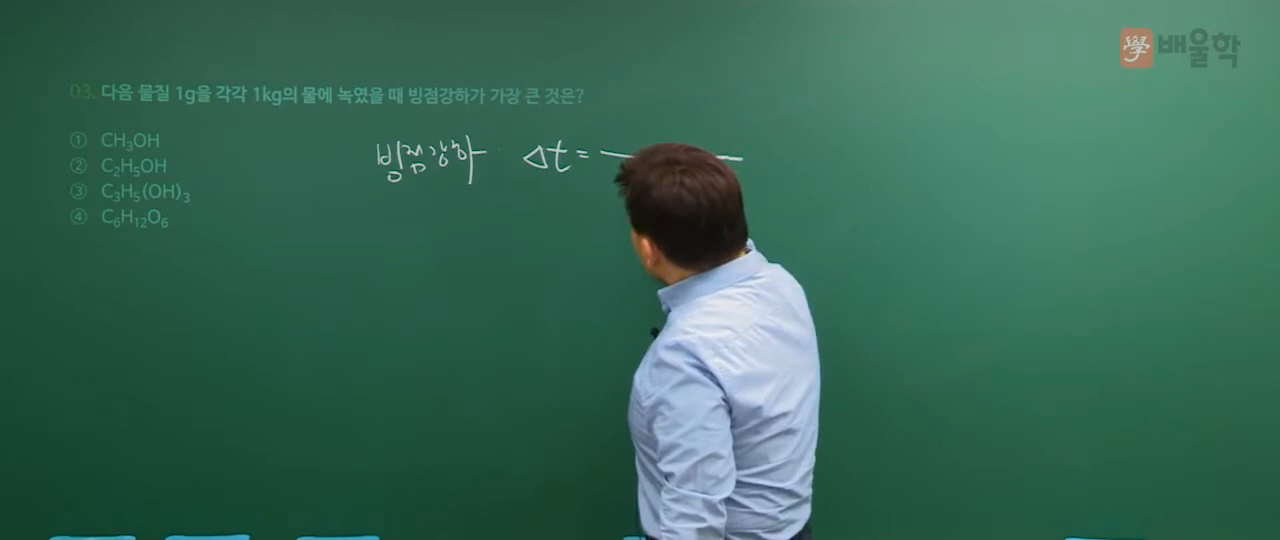 學 배울학
03. 다음 물질 1g을 각각 1kg의 물에 녹였을 때 빙점강하가 가장 큰 것은?
① CH₃OH
빙점강하 Δt =
② C₂H₅OH
③ C₃H₅(OH)₃
④ C₆H₁₂O₆